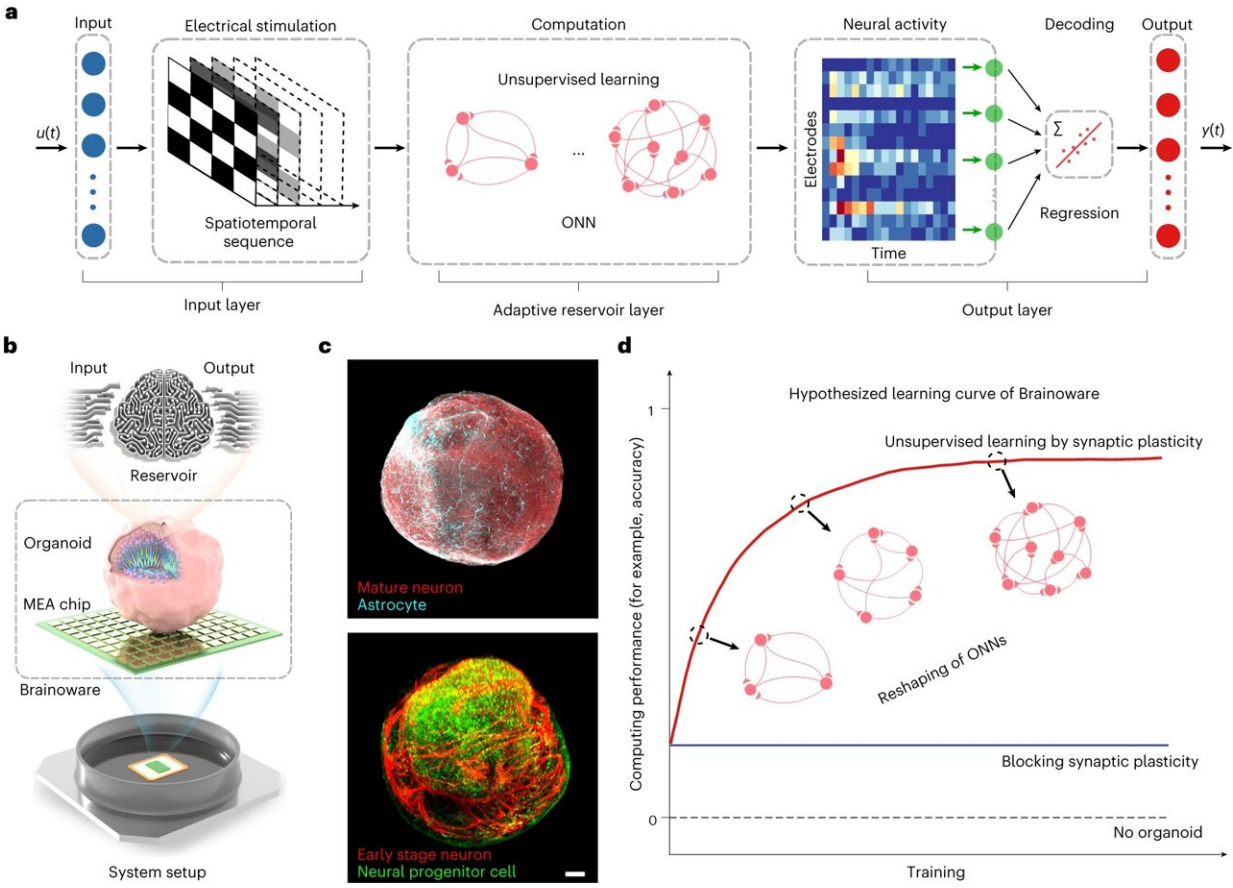 a
Input
Electrical stimulation
Computation
Neural activity
Decoding
Output
u(t)
Spatiotemporal
sequence
Unsupervised learning
...
ONN
Electrodes
Time
Σ
Regression
y(t)
Input layer
Adaptive reservoir layer
Output layer
b
Input
Output
Reservoir
Organoid
MEA chip
Brainoware
System setup
c
Mature neuron
Astrocyte
Early stage neuron
Neural progenitor cell
d
Hypothesized learning curve of Brainoware
1
Unsupervised learning by synaptic plasticity
Computing performance (for example, accuracy)
Reshaping of ONNs
Blocking synaptic plasticity
0
No organoid
Training